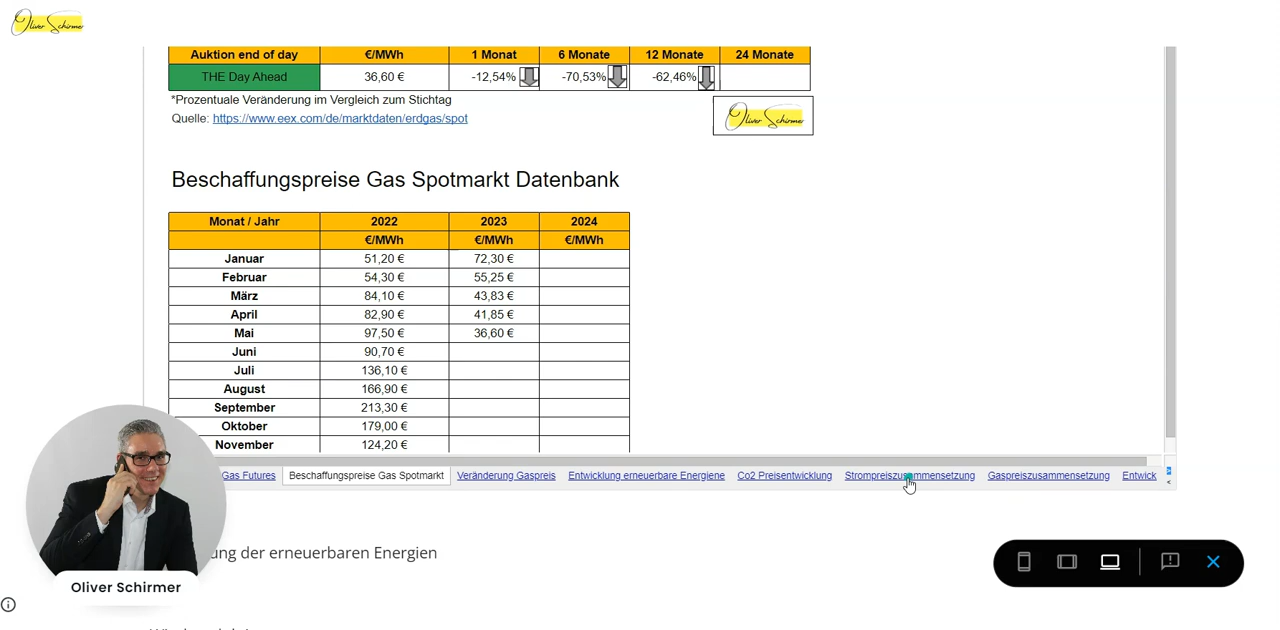 Oliver Schirmer
Auktion end of day €/MWh 1 Monat 6 Monate 12 Monate 24 Monate
THE Day Ahead 36,60 € -12,54% -70,53% -62,46%
*Prozentuale Veränderung im Vergleich zum Stichtag
Quelle: https://www.eex.com/de/marktdaten/erdgas/spot
Oliver Schirmer
Beschaffungspreise Gas Spotmarkt Datenbank
Monat / Jahr 2022 2023 2024
€/MWh €/MWh €/MWh
Januar 51,20 € 72,30 €
Februar 54,30 € 55,25 €
März 84,10 € 43,83 €
April 82,90 € 41,85 €
Mai 97,50 € 36,60 €
Juni 90,70 €
Juli 136,10 €
August 166,90 €
September 213,30 €
Oktober 179,00 €
November 124,20 €
Gas Futures Beschaffungspreise Gas Spotmarkt Veränderung Gaspreis Entwicklung erneuerbare Energiene Co2 Preisentwicklung Strompreiszusammensetzung Gaspreiszusammensetzung Entwick
ung der erneuerbaren Energien
Oliver Schirmer